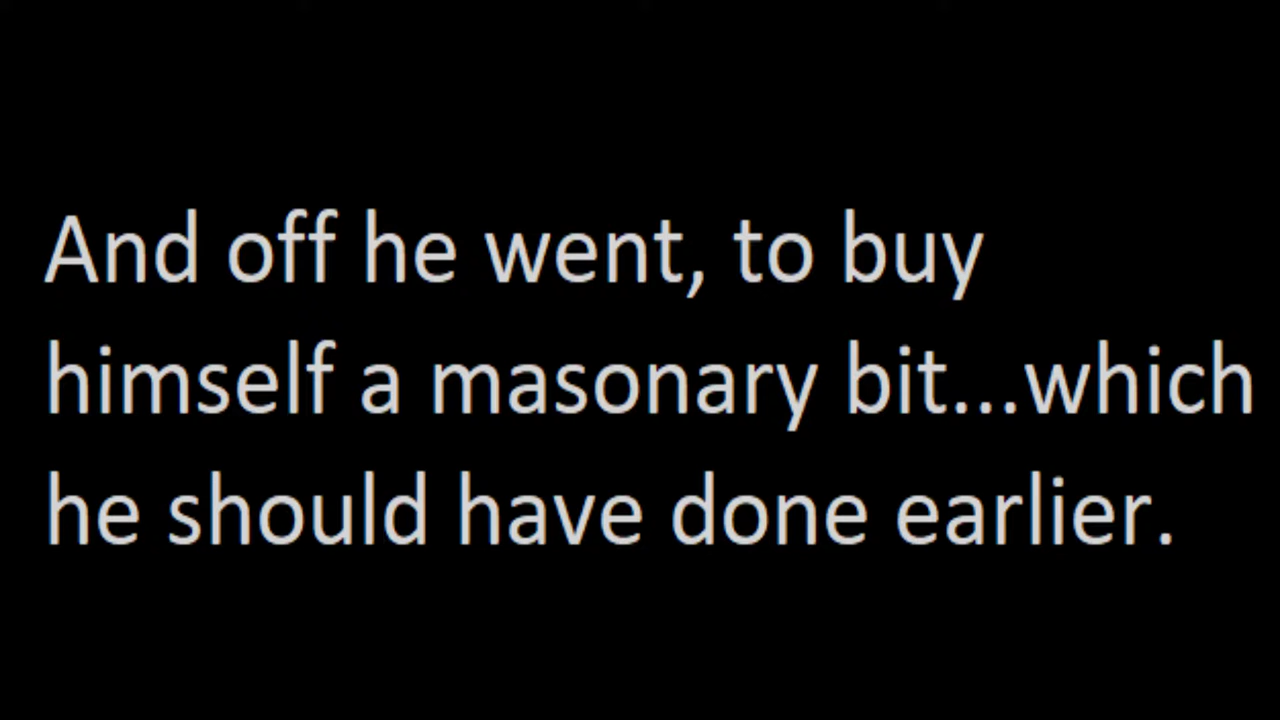 And off he went, to buy
himself a masonary bit...which
he should have done earlier.